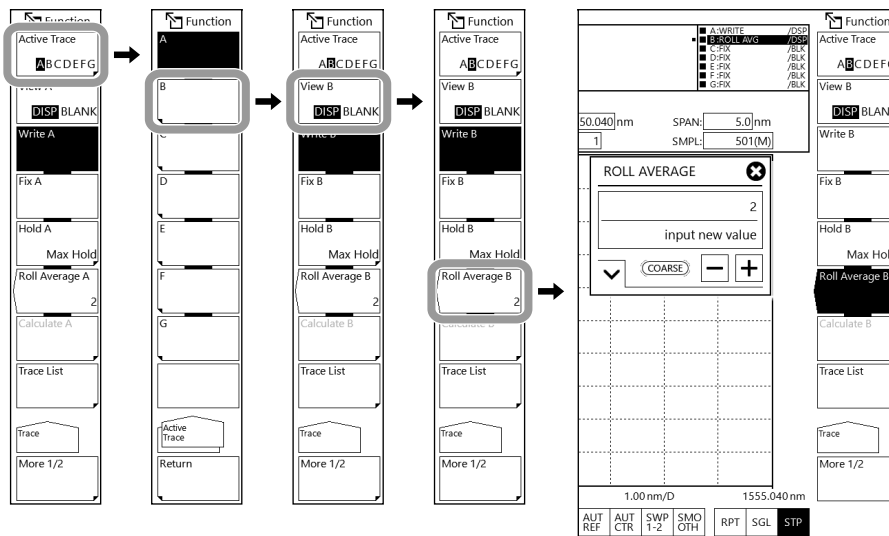 Function
Active Trace
ABCDEFG
View A
DISP BLANK
Write A
Fix A
Hold A
Max Hold
Roll Average A
2
Calculate A
Trace List
Trace
More 1/2
Function
A
B
C
D
E
F
G
Active
Trace
Return
Function
Active Trace
ABCDEFG
View B
DISP BLANK
Write B
Fix B
Hold B
Max Hold
Roll Average B
2
Calculate B
Trace List
Trace
More 1/2
Function
Active Trace
ABCDEFG
View B
DISP BLANK
Write B
Fix B
Hold B
Max Hold
Roll Average B
2
Calculate B
Trace List
Trace
More 1/2
A:WRITE /DSP
B:ROLL AVG /DSP
C:FIX /BLK
D:FIX /BLK
E:FIX /BLK
F:FIX /BLK
G:FIX /BLK
50.040 nm SPAN: 5.0 nm
1 SMPL: 501(M)
ROLL AVERAGE
2
input new value
COARSE
1.00 nm/D 1555.040 nm
AUT REF
AUT CTR
SWP 1-2
SMO OTH
RPT
SGL
STP
Function
Active Trace
ABCDEFG
View B
DISP BLANK
Write B
Fix B
Hold B
Max Hol
Roll Average B
Calculate B
Trace List
Trace
More 1/2